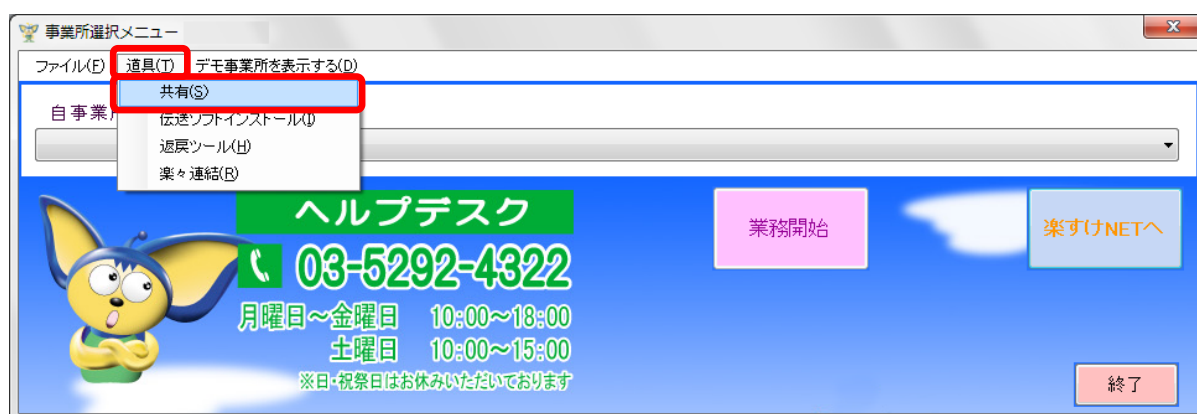 事業所選択メニュー
ファイル(F) 道具(T) デモ事業所を表示する(D)
共有(S)
自事業
伝送ソフトインストール(I)
返戻ツール(H)
楽々連結(R)
ヘルプデスク
03-5292-4322
月曜日～金曜日 10:00～18:00
土曜日 10:00～15:00
※日・祝祭日はお休みいただいております
業務開始
楽すけNETへ
終了